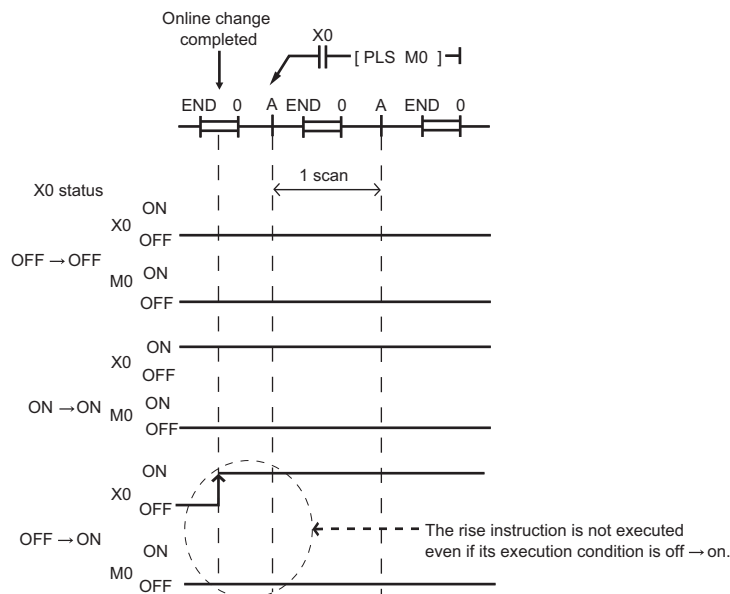 Online change
completed
X0
[ PLS M0 ]
END 0 A END 0 A END 0
1 scan
X0 status
ON
X0
OFF
OFF → OFF
ON
M0
OFF
ON
X0
OFF
ON → ON
ON
M0
OFF
ON
X0
OFF
The rise instruction is not executed
even if its execution condition is off → on.
OFF → ON
ON
M0
OFF